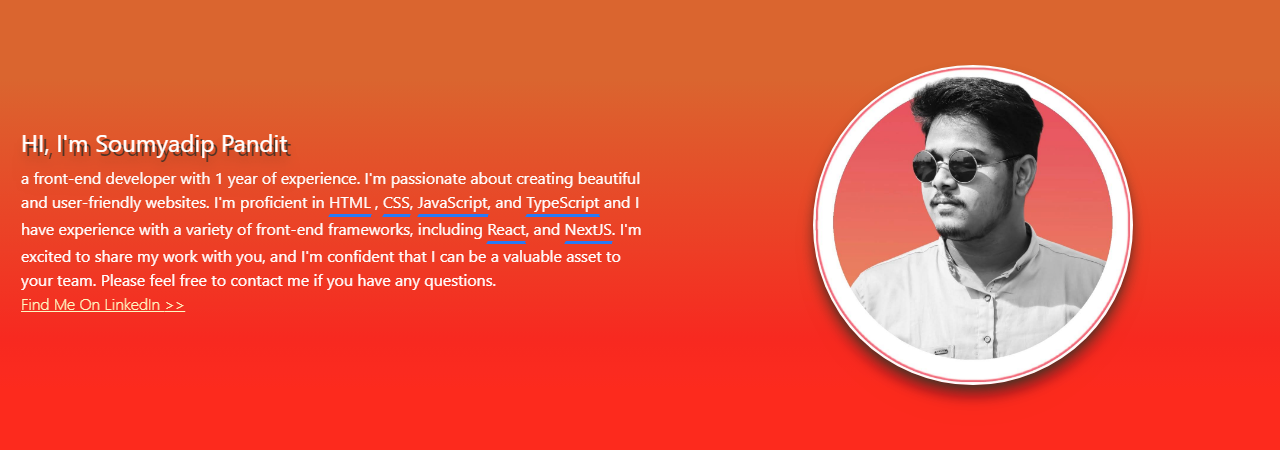 HI, I'm Soumyadip Pandit
a front-end developer with 1 year of experience. I'm passionate about creating beautiful
and user-friendly websites. I'm proficient in HTML , CSS, JavaScript, and TypeScript and I
have experience with a variety of front-end frameworks, including React, and NextJS. I'm
excited to share my work with you, and I'm confident that I can be a valuable asset to
your team. Please feel free to contact me if you have any questions.
Find Me On LinkedIn >>